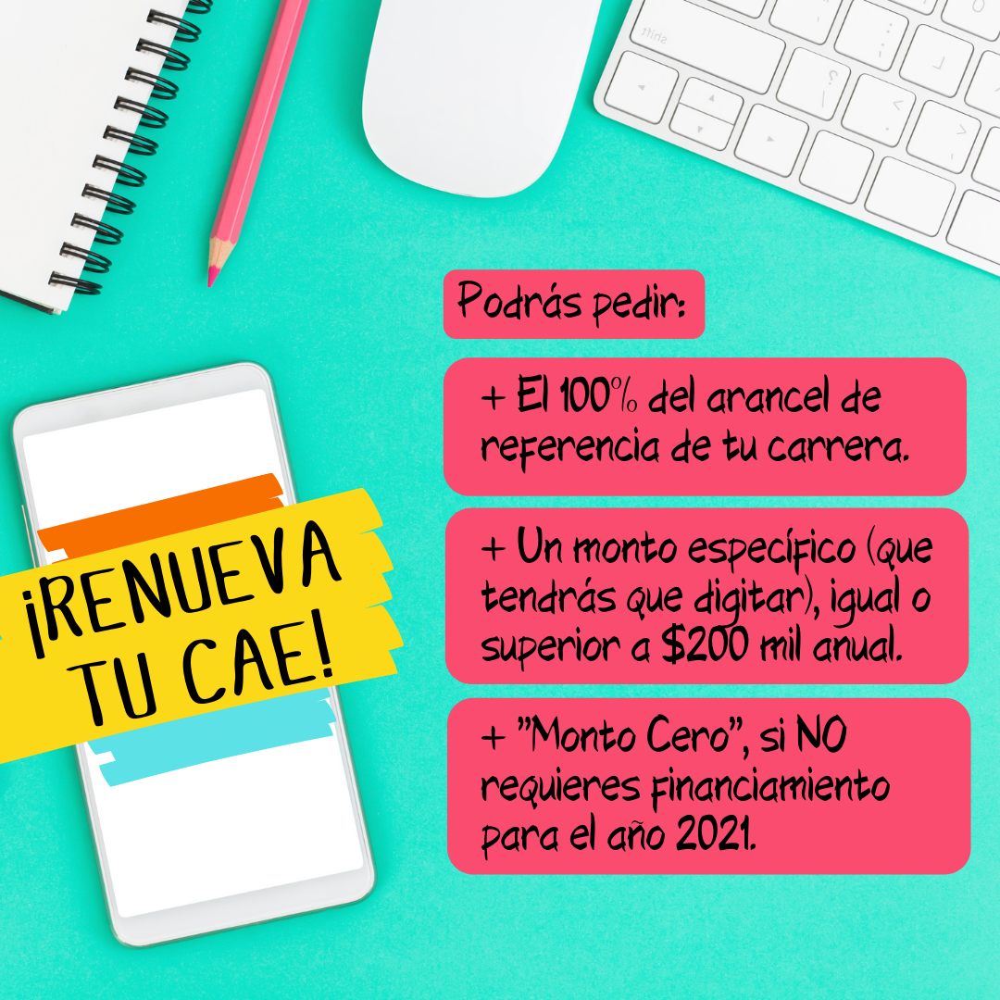 shift
Podrás pedir:
+ El 100% del arancel de
referencia de tu carrera.
¡RENUEVA
TU CAE!
+ Un monto específico (que
tendrás que digitar), igual o
superior a $200 mil anual.
+ "Monto Cero", si NO
requieres financiamiento
para el año 2021.